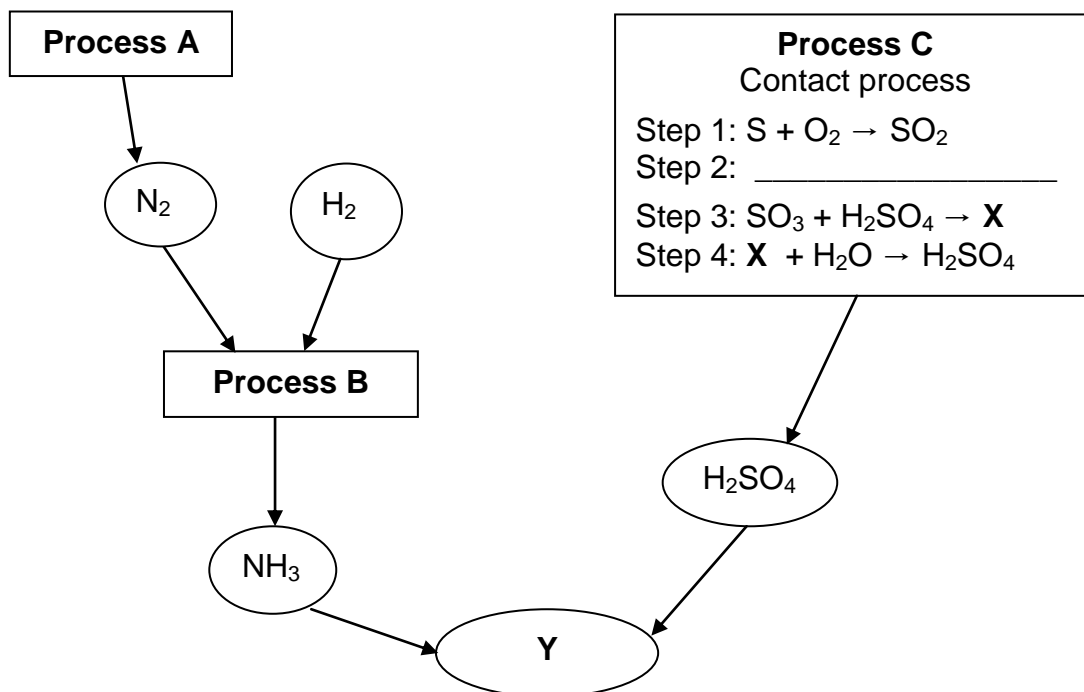 Process A
N₂
H₂
Process B
NH₃
Process C
Contact process
Step 1: S + O₂ → SO₂
Step 2: _________________
Step 3: SO₃ + H₂SO₄ → X
Step 4: X + H₂O → H₂SO₄
H₂SO₄
Y